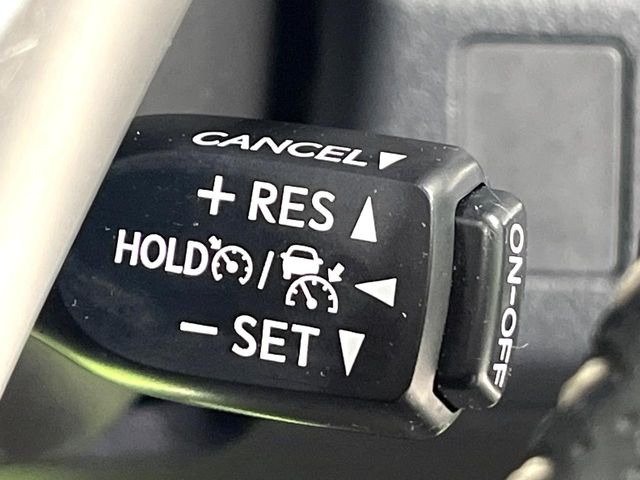 CANCEL
+ RES
HOLD /
− SET
ON-OFF